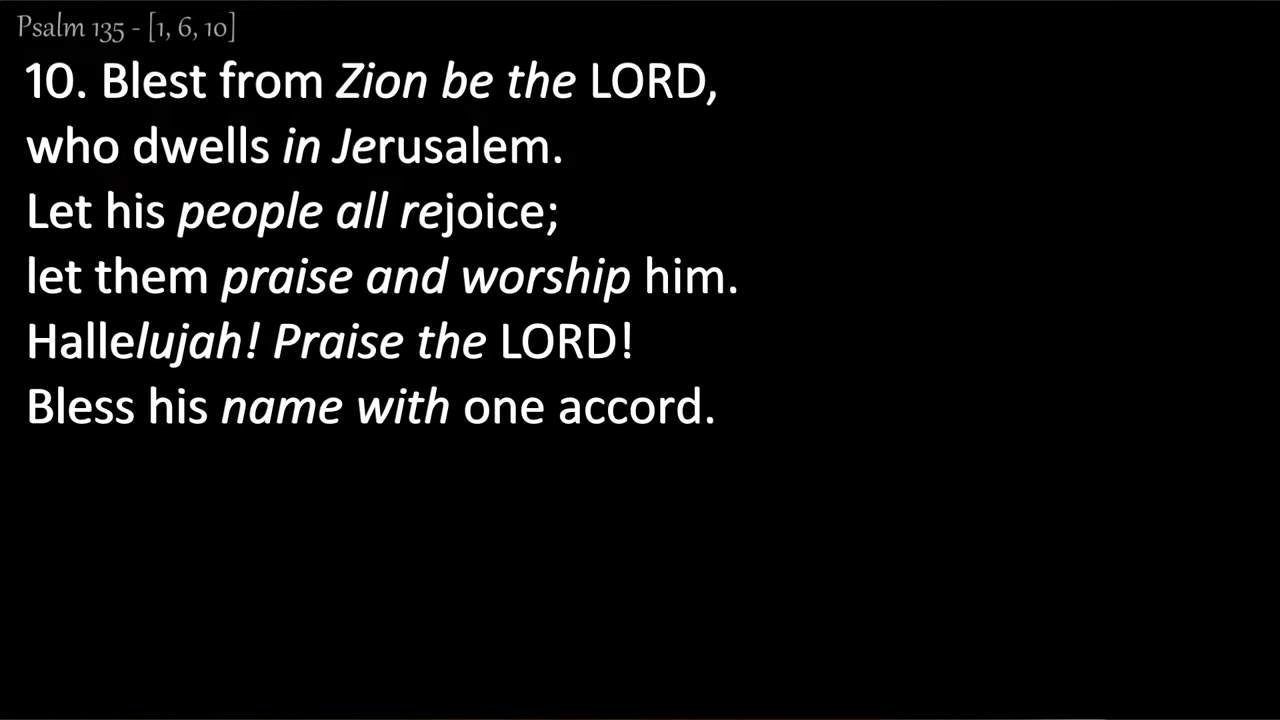 Psalm 135 - [1, 6, 10]
10. Blest from Zion be the LORD,
who dwells in Jerusalem.
Let his people all rejoice;
let them praise and worship him.
Hallelujah! Praise the LORD!
Bless his name with one accord.